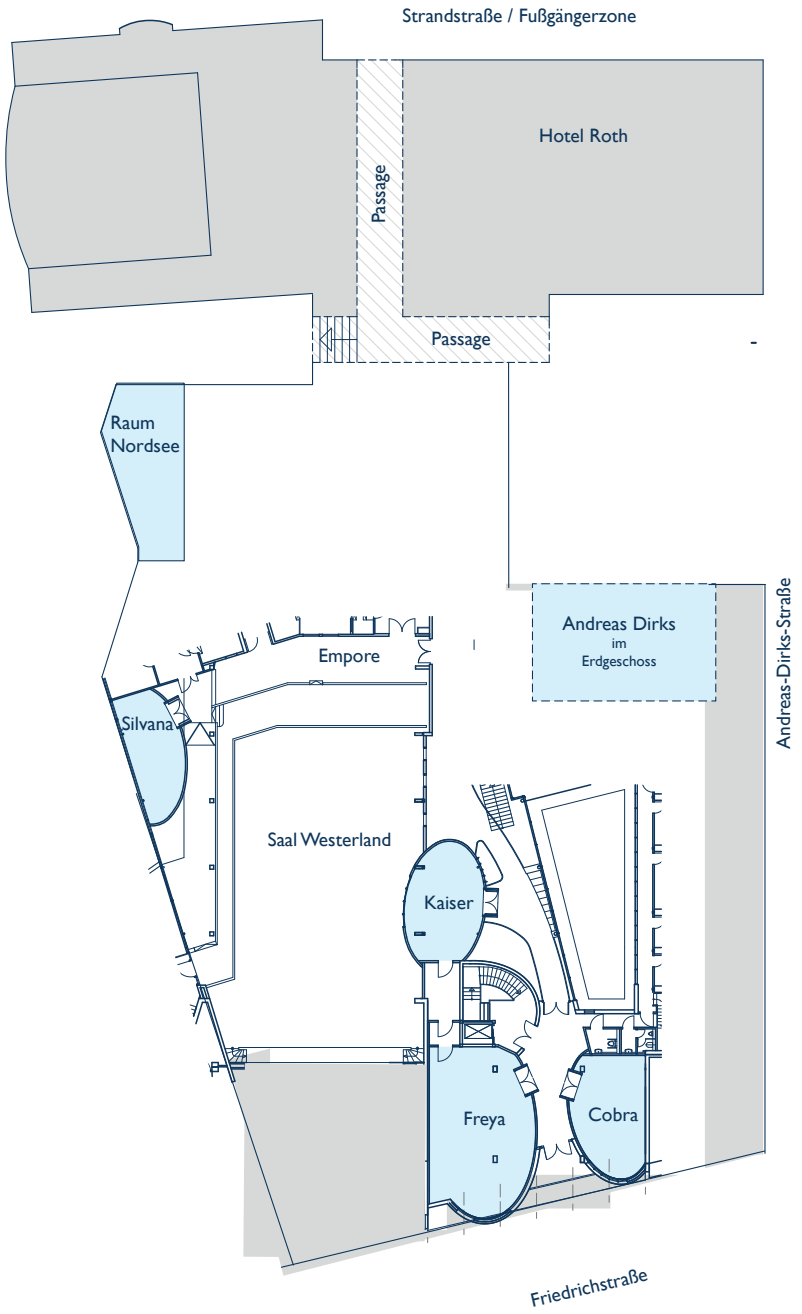 Strandstraße / Fußgängerzone
Hotel Roth
Passage
Passage
Raum
Nordsee
Andreas Dirks
im
Erdgeschoss
Andreas-Dirks-Straße
Empore
Silvana
Saal Westerland
Kaiser
Freya
Cobra
Friedrichstraße